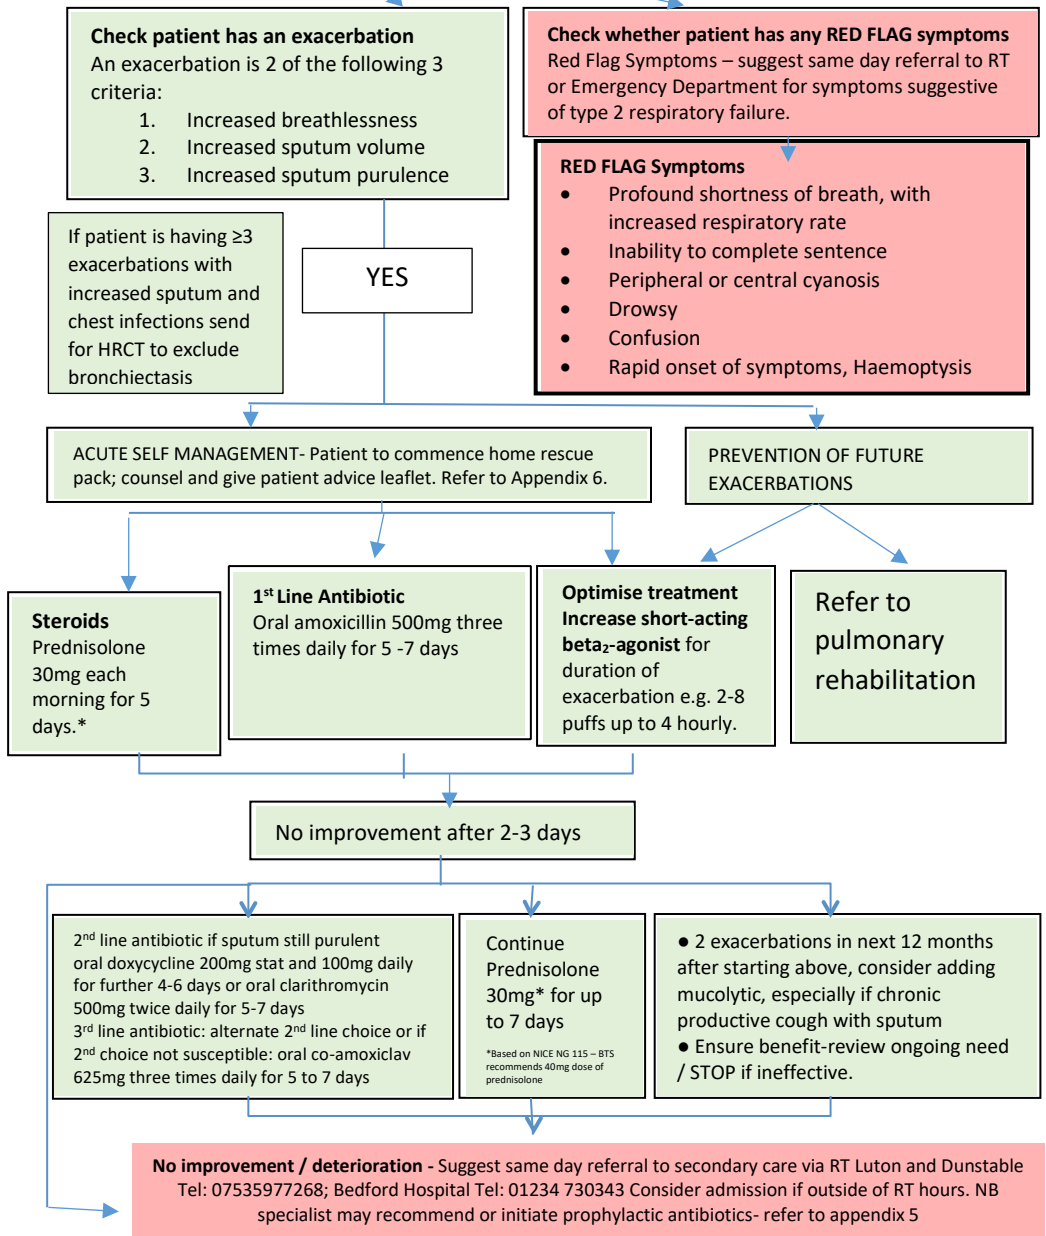 Check patient has an exacerbation
An exacerbation is 2 of the following 3
criteria:
1. Increased breathlessness
2. Increased sputum volume
3. Increased sputum purulence
Check whether patient has any RED FLAG symptoms
Red Flag Symptoms – suggest same day referral to RT
or Emergency Department for symptoms suggestive
of type 2 respiratory failure.
RED FLAG Symptoms
• Profound shortness of breath, with
increased respiratory rate
• Inability to complete sentence
• Peripheral or central cyanosis
• Drowsy
• Confusion
• Rapid onset of symptoms, Haemoptysis
If patient is having ≥3
exacerbations with
increased sputum and
chest infections send
for HRCT to exclude
bronchiectasis
YES
ACUTE SELF MANAGEMENT- Patient to commence home rescue
pack; counsel and give patient advice leaflet. Refer to Appendix 6.
PREVENTION OF FUTURE
EXACERBATIONS
Steroids
Prednisolone
30mg each
morning for 5
days.*
1st Line Antibiotic
Oral amoxicillin 500mg three
times daily for 5 -7 days
Optimise treatment
Increase short-acting
beta₂-agonist for
duration of
exacerbation e.g. 2-8
puffs up to 4 hourly.
Refer to
pulmonary
rehabilitation
No improvement after 2-3 days
2nd line antibiotic if sputum still purulent
oral doxycycline 200mg stat and 100mg daily
for further 4-6 days or oral clarithromycin
500mg twice daily for 5-7 days
3rd line antibiotic: alternate 2nd line choice or if
2nd choice not susceptible: oral co-amoxiclav
625mg three times daily for 5 to 7 days
Continue
Prednisolone
30mg* for up
to 7 days
*Based on NICE NG 115 – BTS
recommends 40mg dose of
prednisolone
● 2 exacerbations in next 12 months
after starting above, consider adding
mucolytic, especially if chronic
productive cough with sputum
● Ensure benefit-review ongoing need
/ STOP if ineffective.
No improvement / deterioration - Suggest same day referral to secondary care via RT Luton and Dunstable
Tel: 07535977268; Bedford Hospital Tel: 01234 730343 Consider admission if outside of RT hours. NB
specialist may recommend or initiate prophylactic antibiotics- refer to appendix 5